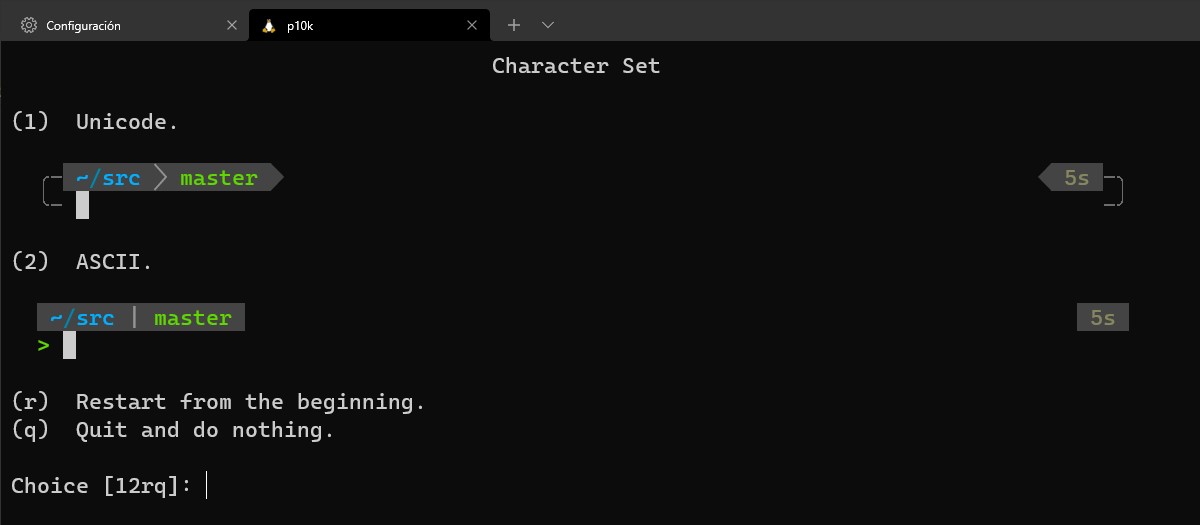 Configuración
p10k
Character Set
(1) Unicode.
~/src master 5s
(2) ASCII.
~/src | master 5s
>
(r) Restart from the beginning.
(q) Quit and do nothing.
Choice [12rq]: